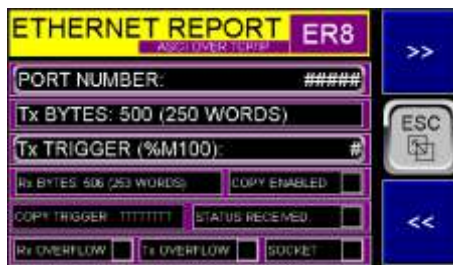 ETHERNET REPORT ER8
ASCII OVER TCP/IP
>>
PORT NUMBER: #####
Tx BYTES: 500 (250 WORDS)
ESC
Tx TRIGGER (%M100): #
Rx BYTES: 506 (253 WORDS) COPY ENABLED
COPY TRIGGER TTTTTTTT STATUS RECEIVED.
<<
Rx OVERFLOW Tx OVERFLOW SOCKET